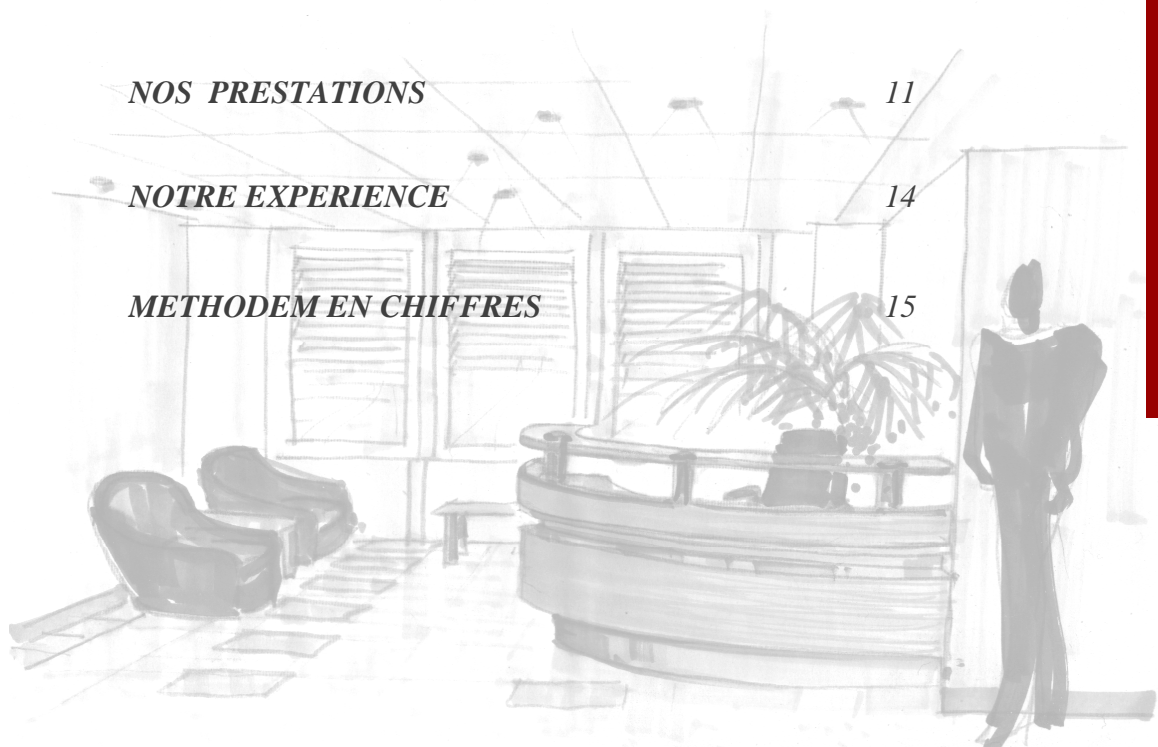 NOS PRESTATIONS 11
NOTRE EXPERIENCE 14
METHODEM EN CHIFFRES 15